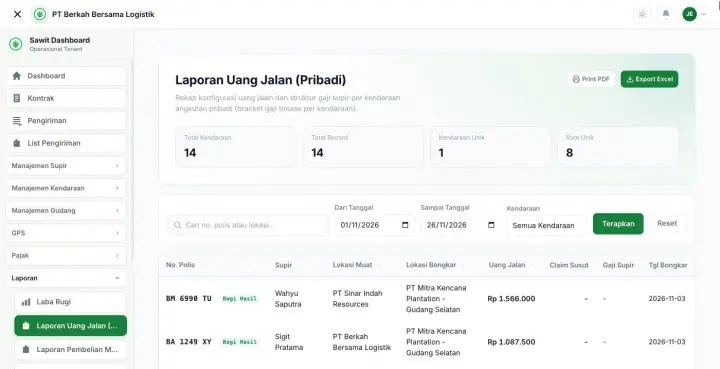 PT Berkah Bersama Logistik
JE
Sawit Dashboard
Operasional Tenant
Dashboard
Kontrak
Pengiriman
List Pengiriman
Manajemen Supir
Manajemen Kendaraan
Manajemen Gudang
GPS
Pajak
Laporan
Laba Rugi
Laporan Uang Jalan (...
Laporan Pembelian M...
Laporan Uang Jalan (Pribadi)
Rekap konfigurasi uang jalan dan struktur gaji supir per kendaraan
angkutan pribadi (bracket gaji tonase per kendaraan).
Print PDF
Export Excel
Total Kendaraan
14
Total Record
14
Kendaraan Unik
1
Rute Unik
8
Cari no. polis atau lokasi...
Dari Tanggal
01/11/2026
Sampai Tanggal
26/11/2026
Kendaraan
Semua Kendaraan
Terapkan
Reset
No. Polis Supir Lokasi Muat Lokasi Bongkar Uang Jalan Claim Susut Gaji Supir Tgl Bongkar
BM 6990 TU
Bagi Hasil
Wahyu
Saputra
PT Sinar Indah
Resources
PT Mitra Kencana
Plantation -
Gudang Selatan
Rp 1.566.000
-
-
2026-11-03
BA 1249 XY
Bagi Hasil
Sigit
Pratama
PT Berkah
Bersama Logistik
PT Mitra Kencana
Plantation -
Gudang Selatan
Rp 1.087.500
-
-
2026-11-03